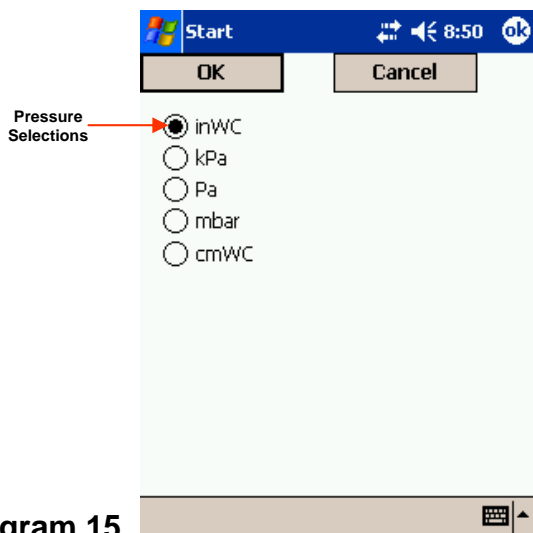 Start 8:50 ok
OK Cancel
Pressure
Selections
inWC
kPa
Pa
mbar
cmWC
gram 15